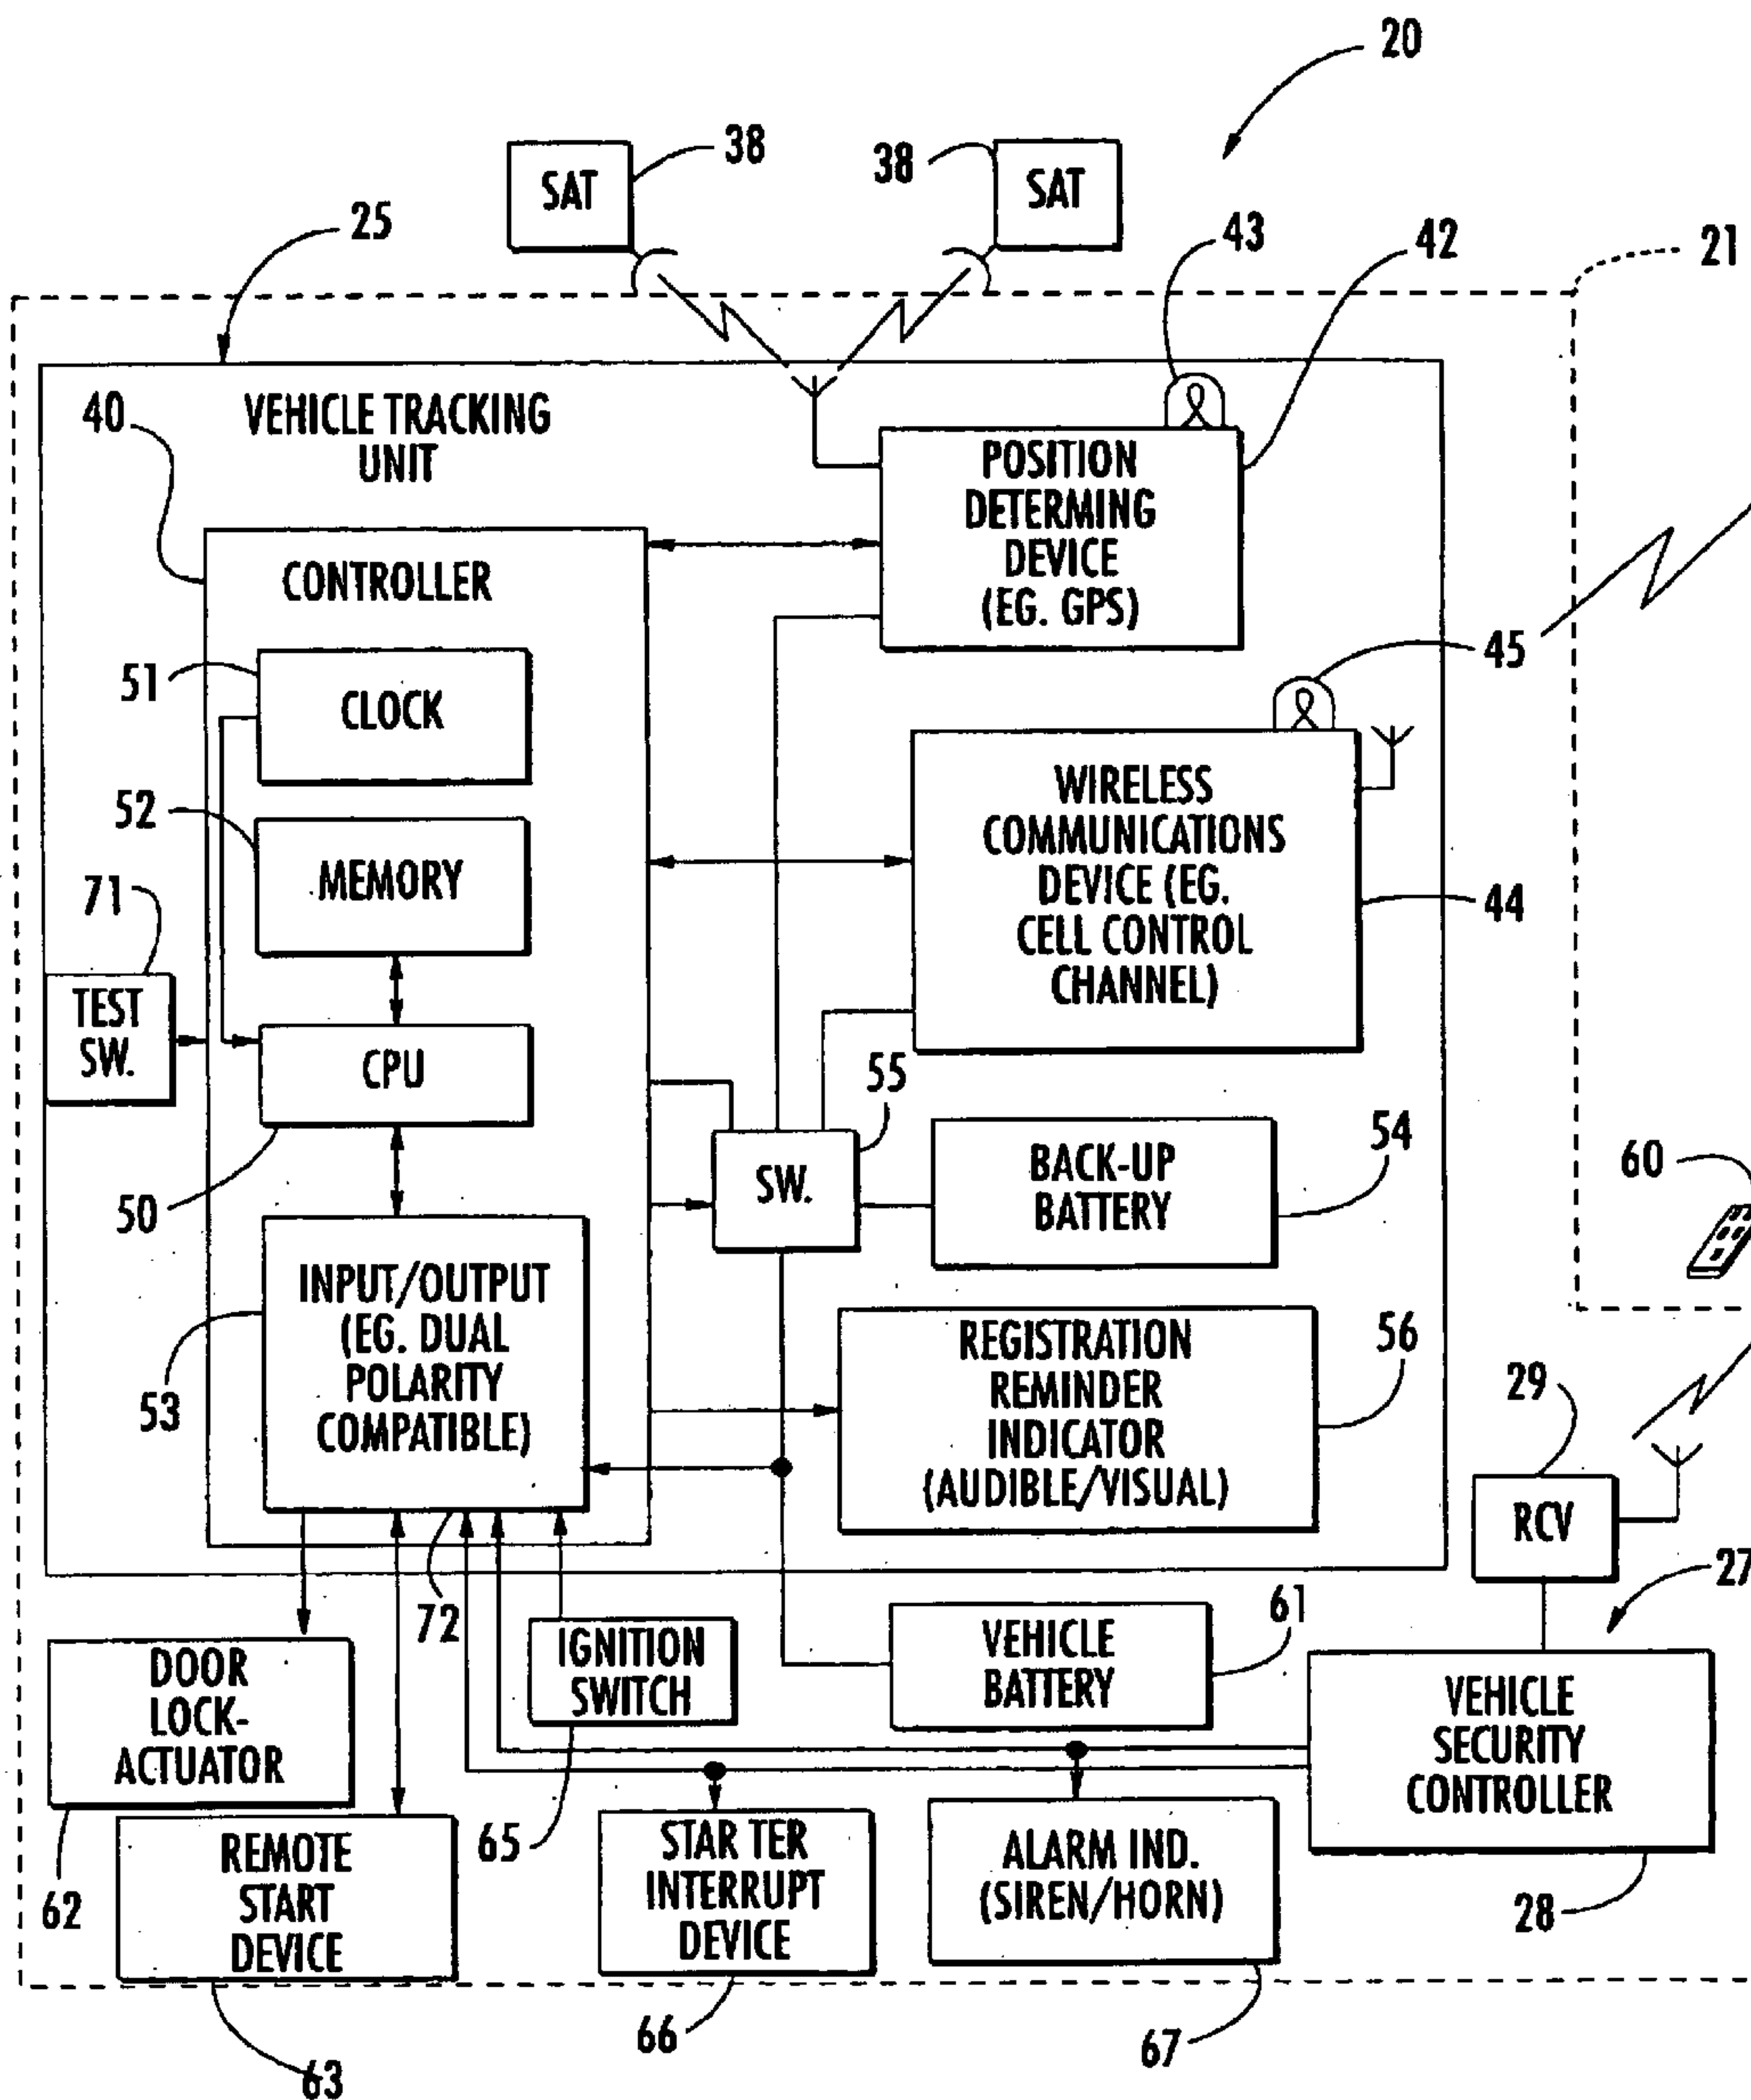 20
SAT
38
38
SAT
25
43
42
21
40
VEHICLE TRACKING
UNIT
POSITION
DETERMING
DEVICE
(EG. GPS)
CONTROLLER
45
51
CLOCK
WIRELESS
COMMUNICATIONS
DEVICE (EG.
CELL CONTROL
CHANNEL)
52
MEMORY
71
44
TEST
SW.
CPU
55
50
SW.
BACK-UP
BATTERY
54
60
INPUT/OUTPUT
(EG. DUAL
POLARITY
COMPATIBLE)
53
REGISTRATION
REMINDER
INDICATOR
(AUDIBLE/VISUAL)
56
29
RCV
27
72
DOOR
LOCK-
ACTUATOR
IGNITION
SWITCH
VEHICLE
BATTERY
61
VEHICLE
SECURITY
CONTROLLER
62
REMOTE
START
DEVICE
65
STAR TER
INTERRUPT
DEVICE
ALARM IND.
(SIREN/HORN)
28
63
66
67